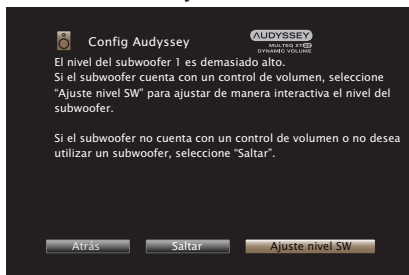 Config Audyssey
AUDYSSEY
MULTEQ XT32
DYNAMIC VOLUME
El nivel del subwoofer 1 es demasiado alto.
Si el subwoofer cuenta con un control de volumen, seleccione
“Ajuste nivel SW” para ajustar de manera interactiva el nivel del
subwoofer.
Si el subwoofer no cuenta con un control de volumen o no desea
utilizar un subwoofer, seleccione “Saltar”.
Atrás
Saltar
Ajuste nivel SW